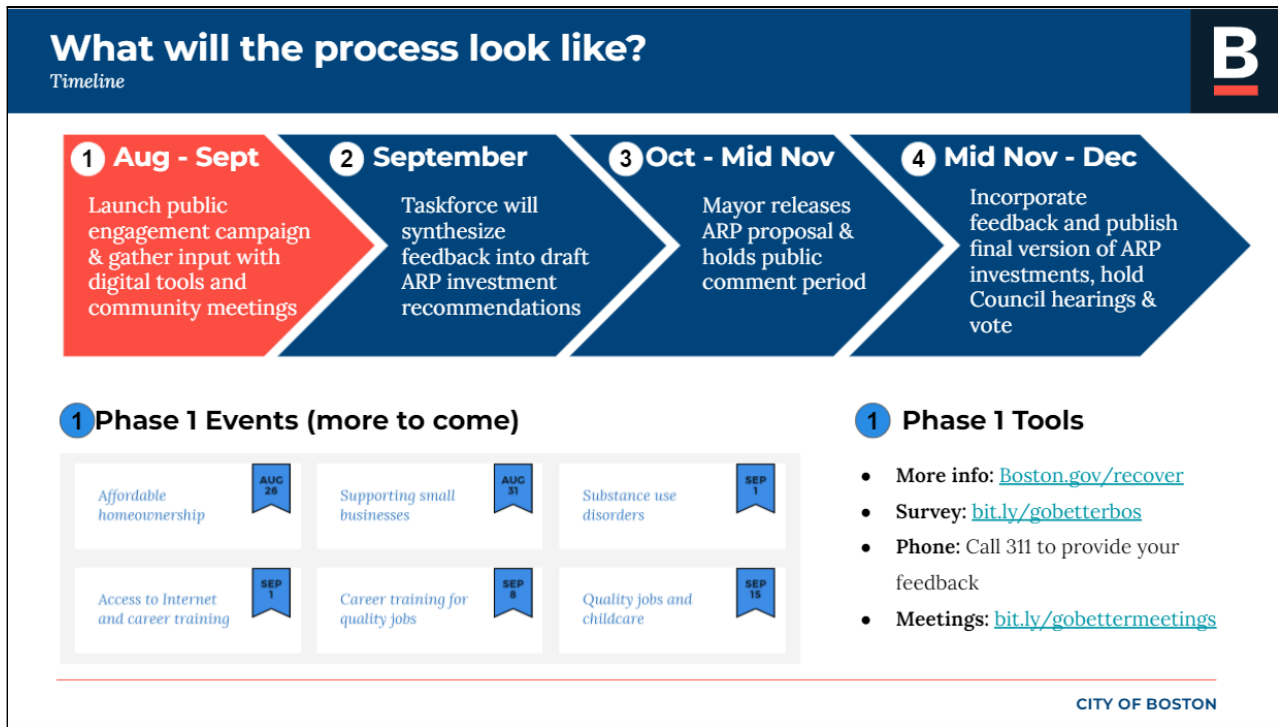 What will the process look like?
Timeline
B
1 Aug - Sept
Launch public
engagement campaign
& gather input with
digital tools and
community meetings
2 September
Taskforce will
synthesize
feedback into draft
ARP investment
recommendations
3 Oct - Mid Nov
Mayor releases
ARP proposal &
holds public
comment period
4 Mid Nov - Dec
Incorporate
feedback and publish
final version of ARP
investments, hold
Council hearings &
vote
1 Phase 1 Events (more to come)
Affordable
homeownership
AUG
26
Supporting small
businesses
AUG
31
Substance use
disorders
SEP
1
Access to Internet
and career training
SEP
1
Career training for
quality jobs
SEP
8
Quality jobs and
childcare
SEP
15
1 Phase 1 Tools
• More info: Boston.gov/recover
• Survey: bit.ly/gobetterbos
• Phone: Call 311 to provide your
feedback
• Meetings: bit.ly/gobettermeetings
CITY OF BOSTON